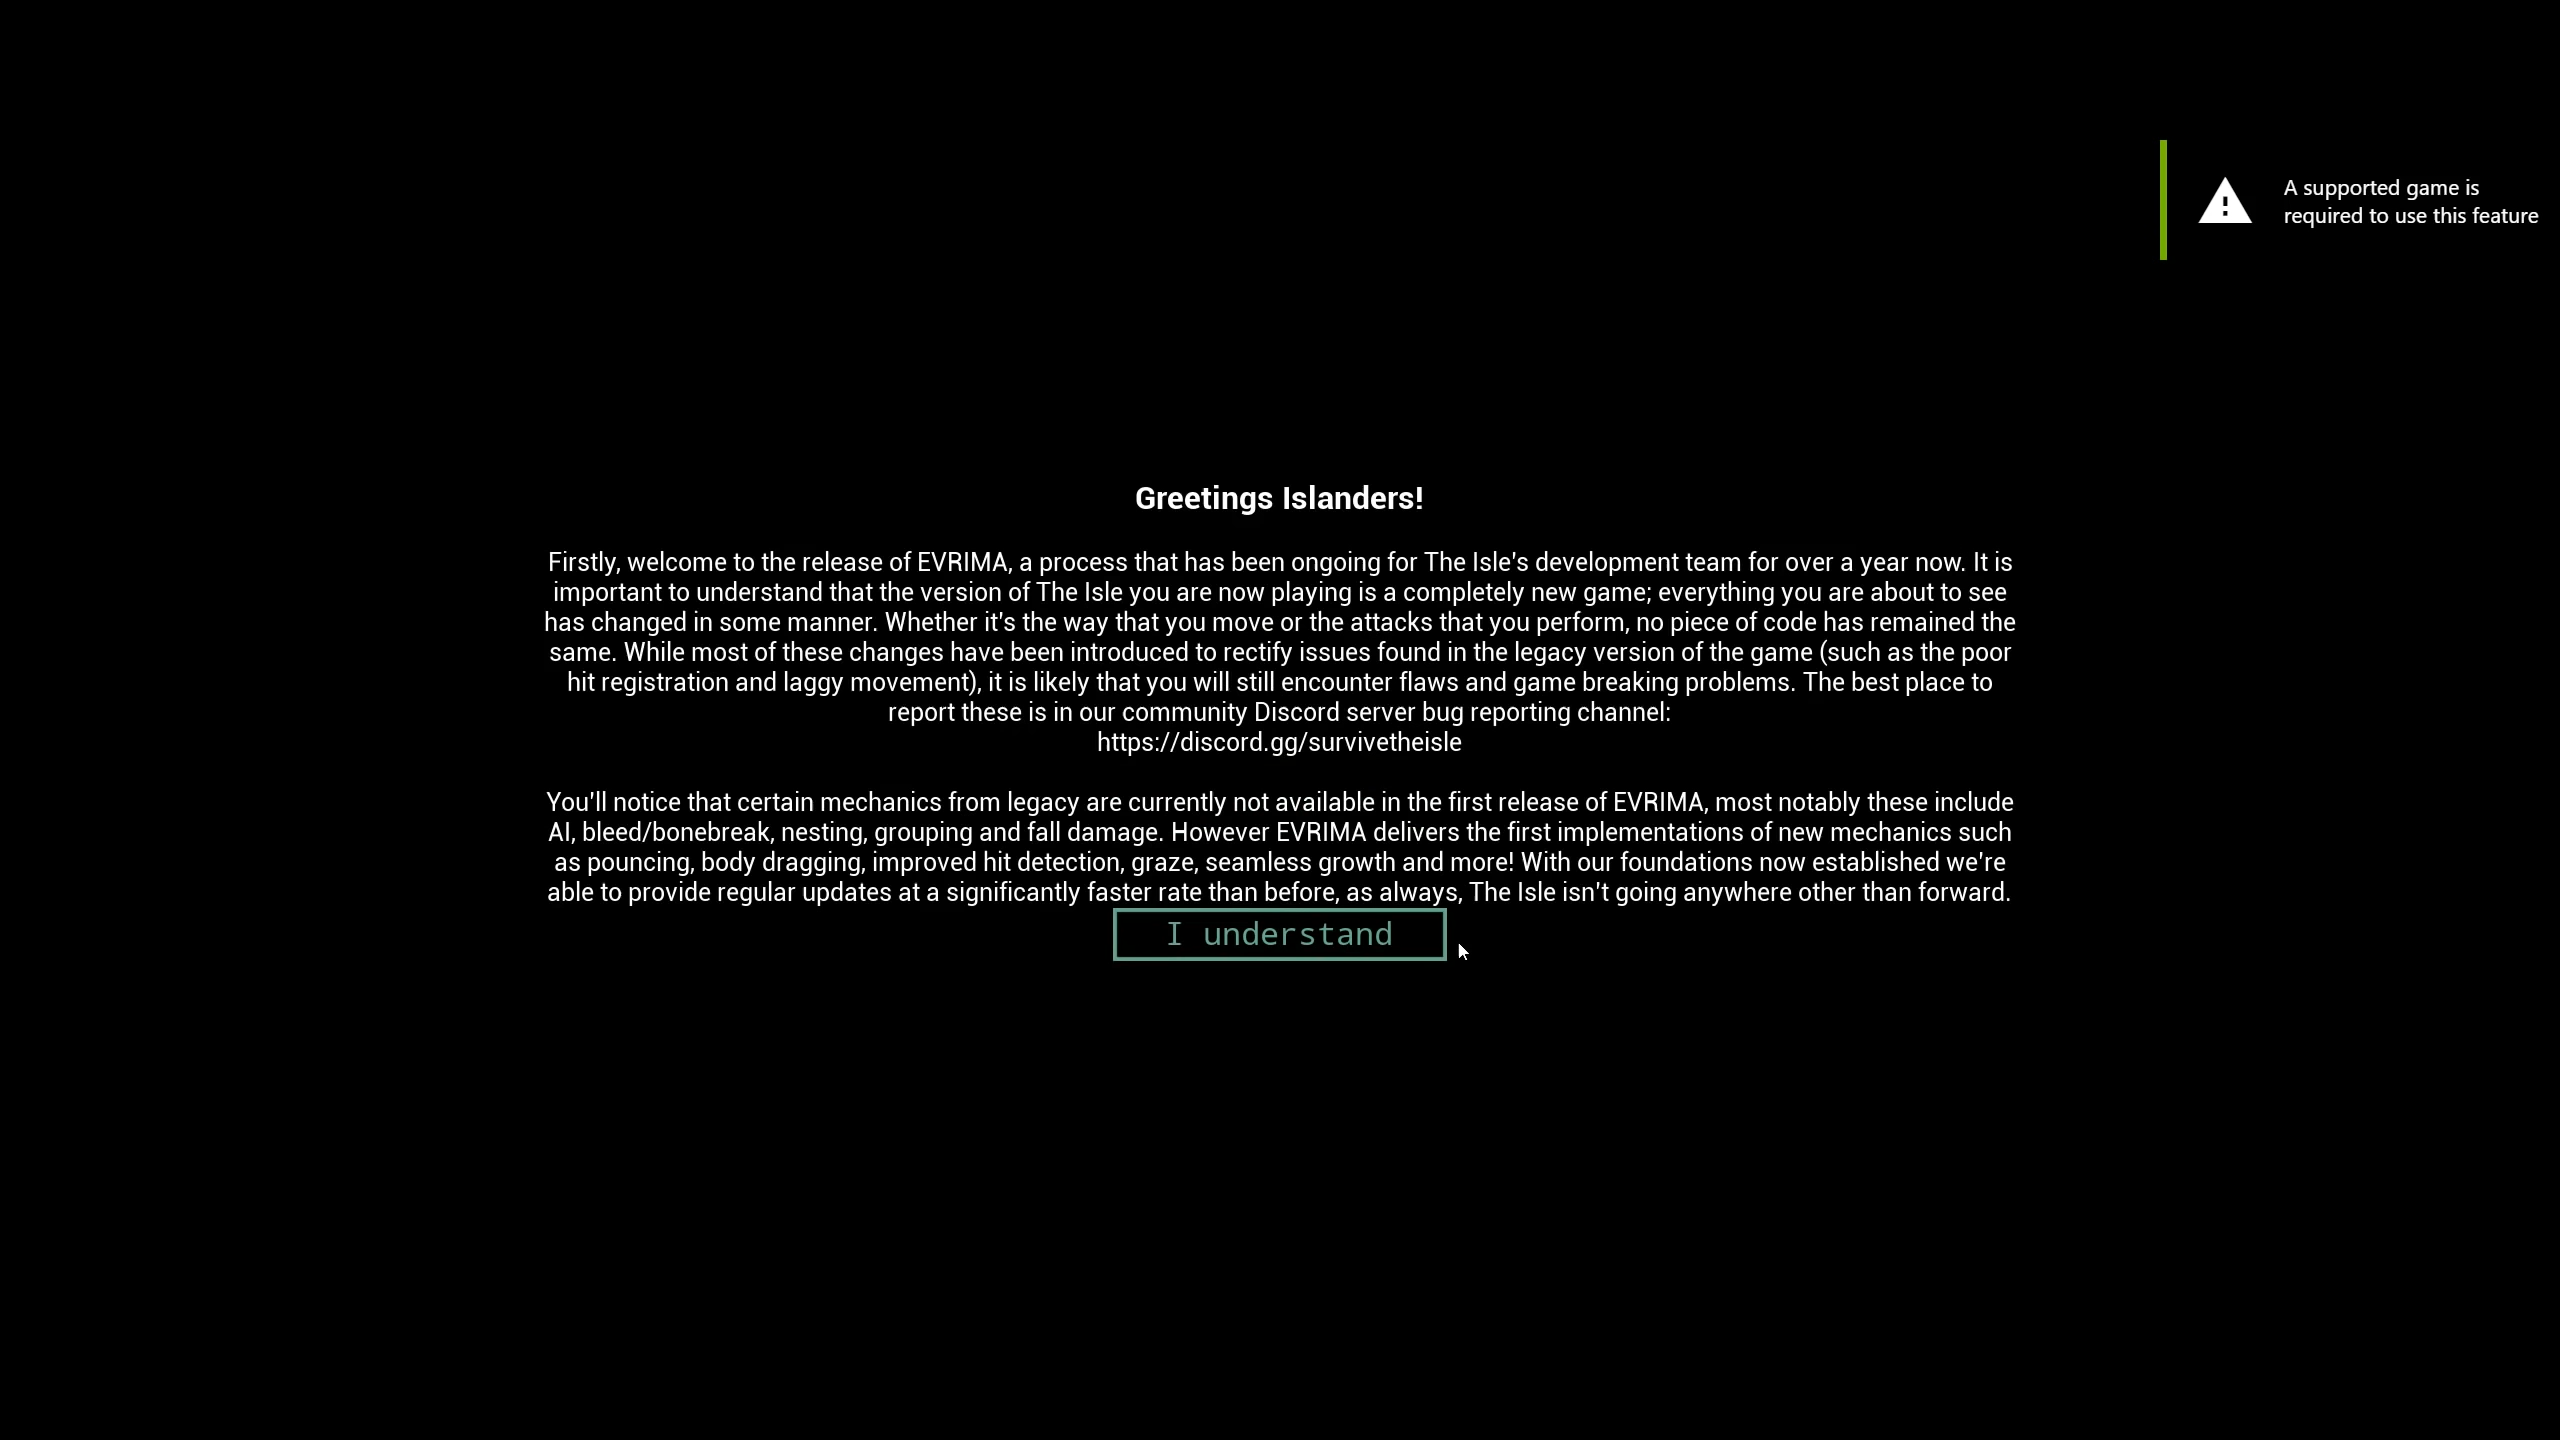 A supported game is
required to use this feature
Greetings Islanders!
Firstly, welcome to the release of EVRIMA, a process that has been ongoing for The Isle's development team for over a year now. It is
important to understand that the version of The Isle you are now playing is a completely new game; everything you are about to see
has changed in some manner. Whether it's the way that you move or the attacks that you perform, no piece of code has remained the
same. While most of these changes have been introduced to rectify issues found in the legacy version of the game (such as the poor
hit registration and laggy movement), it is likely that you will still encounter flaws and game breaking problems. The best place to
report these is in our community Discord server bug reporting channel:
https://discord.gg/survivetheisle
You'll notice that certain mechanics from legacy are currently not available in the first release of EVRIMA, most notably these include
AI, bleed/bonebreak, nesting, grouping and fall damage. However EVRIMA delivers the first implementations of new mechanics such
as pouncing, body dragging, improved hit detection, graze, seamless growth and more! With our foundations now established we're
able to provide regular updates at a significantly faster rate than before, as always, The Isle isn't going anywhere other than forward.
I understand